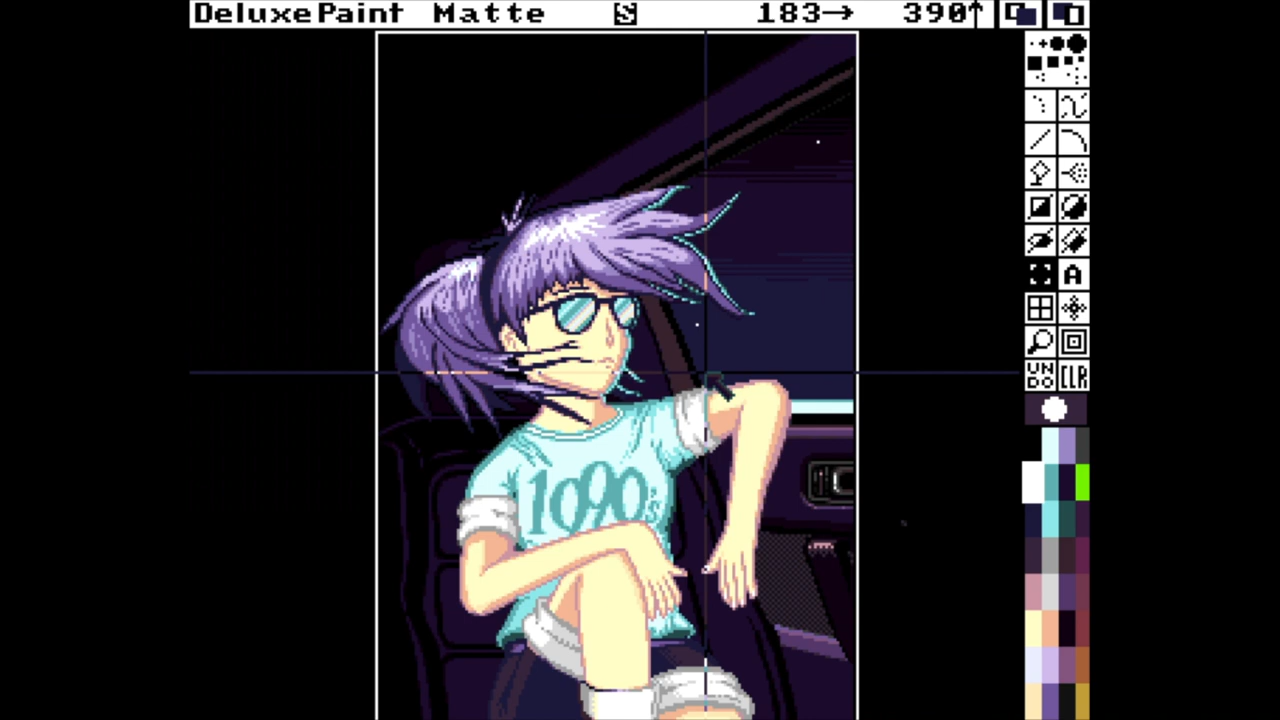 DeluxePaint Matte S 183→ 390↑
A
UN
DO CLR
1090's